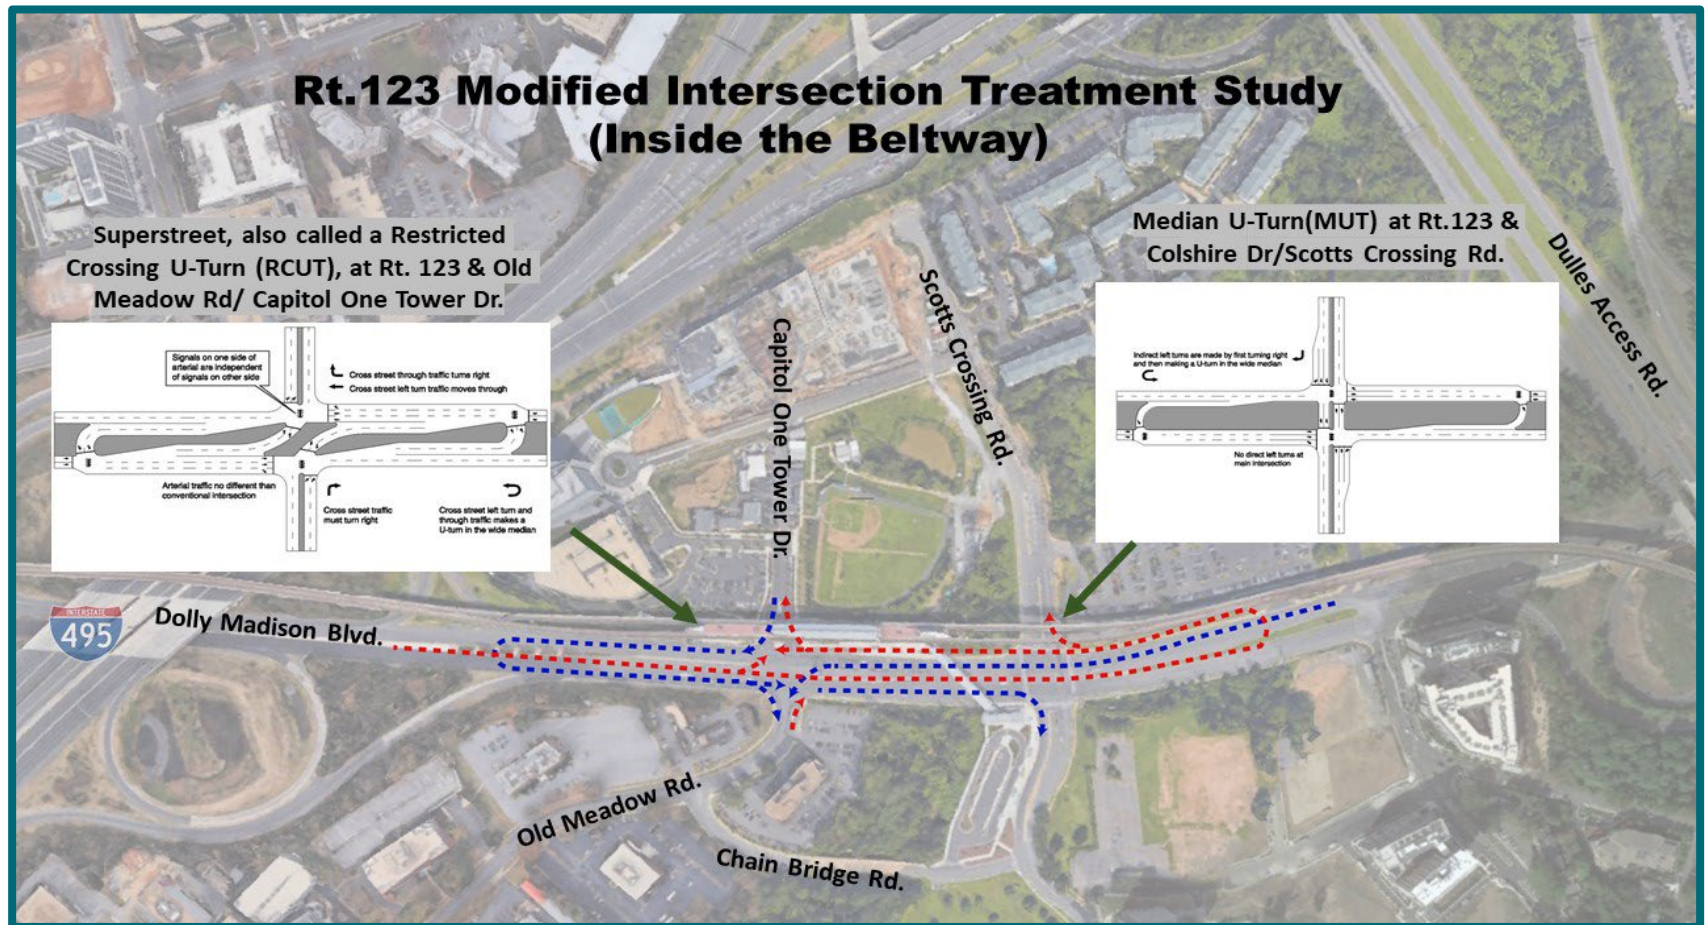 Rt.123 Modified Intersection Treatment Study
(Inside the Beltway)
Superstreet, also called a Restricted
Crossing U-Turn (RCUT), at Rt. 123 & Old
Meadow Rd/ Capitol One Tower Dr.
Signals on one side of
arterial are independent
of signals on other side
Cross street through traffic turns right
Cross street left turn traffic moves through
Arterial traffic no different than
conventional intersection
Cross street traffic
must turn right
Cross street left turn and
through traffic makes a
U-turn in the wide median
Median U-Turn(MUT) at Rt.123 &
Colshire Dr/Scotts Crossing Rd.
Indirect left turns are made by first turning right
and then making a U-turn in the wide median
No direct left turns at
main intersection
Dulles Access Rd.
Scotts Crossing Rd.
Capitol One Tower Dr.
INTERSTATE
495
Dolly Madison Blvd.
Old Meadow Rd.
Chain Bridge Rd.